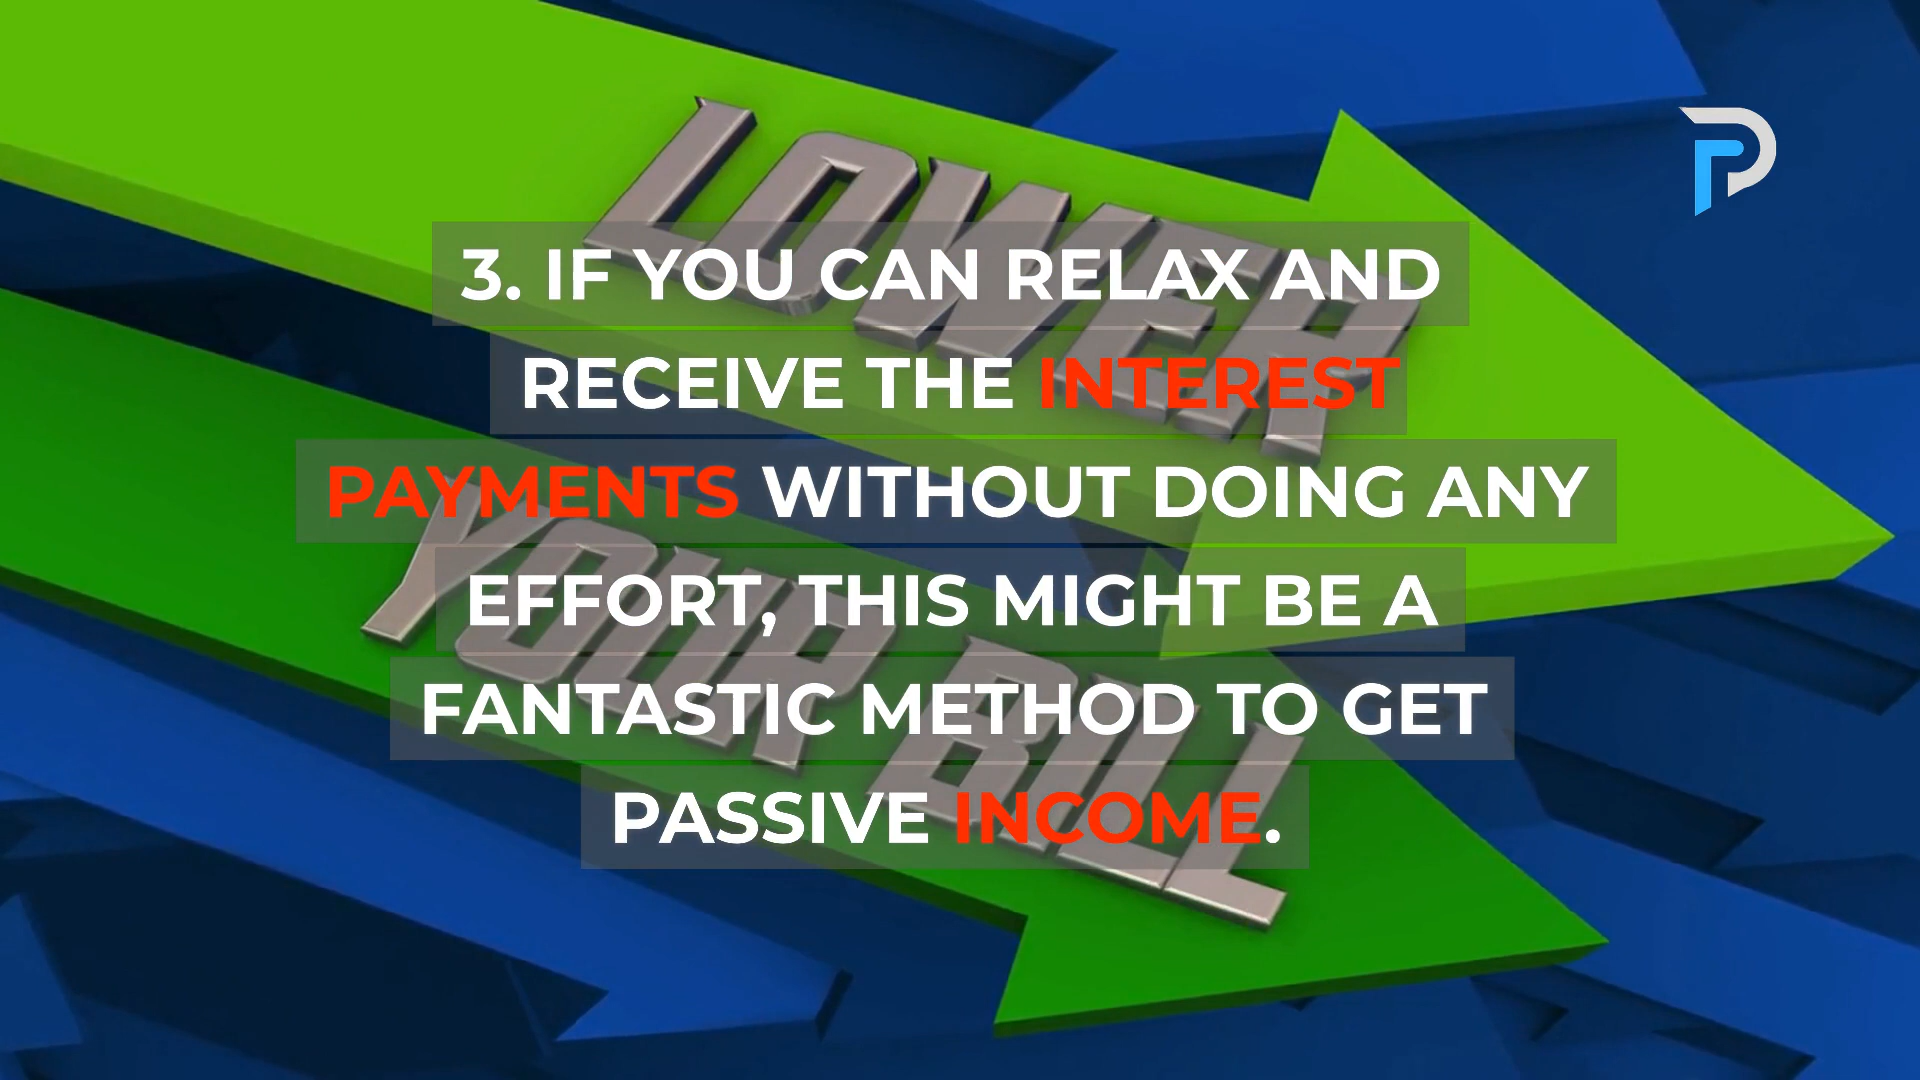 LOWER
YOUR BILL
3. IF YOU CAN RELAX AND
RECEIVE THE INTEREST
PAYMENTS WITHOUT DOING ANY
EFFORT, THIS MIGHT BE A
FANTASTIC METHOD TO GET
PASSIVE INCOME.